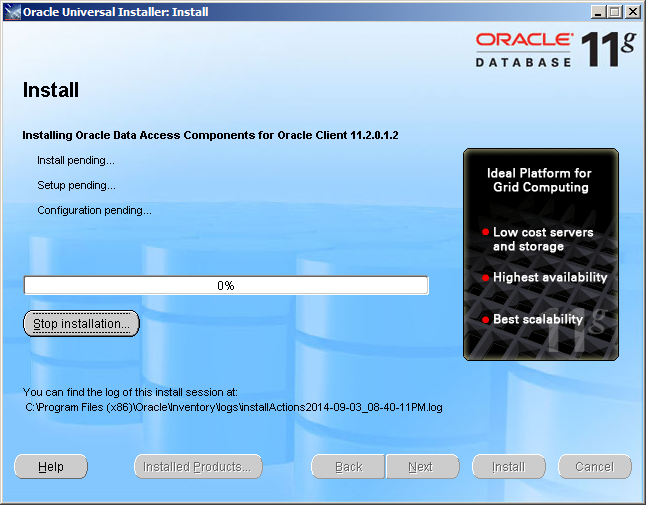 Oracle Universal Installer: Install
ORACLE
DATABASE 11g
Install
Installing Oracle Data Access Components for Oracle Client 11.2.0.1.2
Install pending...
Setup pending...
Configuration pending...
Ideal Platform for
Grid Computing
Low cost servers
and storage
Highest availability
Best scalability
11g
0%
Stop installation...
You can find the log of this install session at:
C:\Program Files (x86)\Oracle\Inventory\logs\installActions2014-09-03_08-40-11PM.log
Help
Installed Products...
Back
Next
Install
Cancel